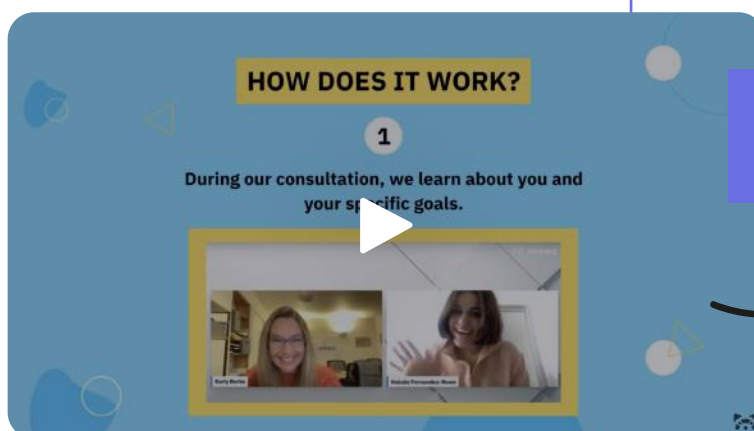 HOW DOES IT WORK?
1
During our consultation, we learn about you and
your specific goals.